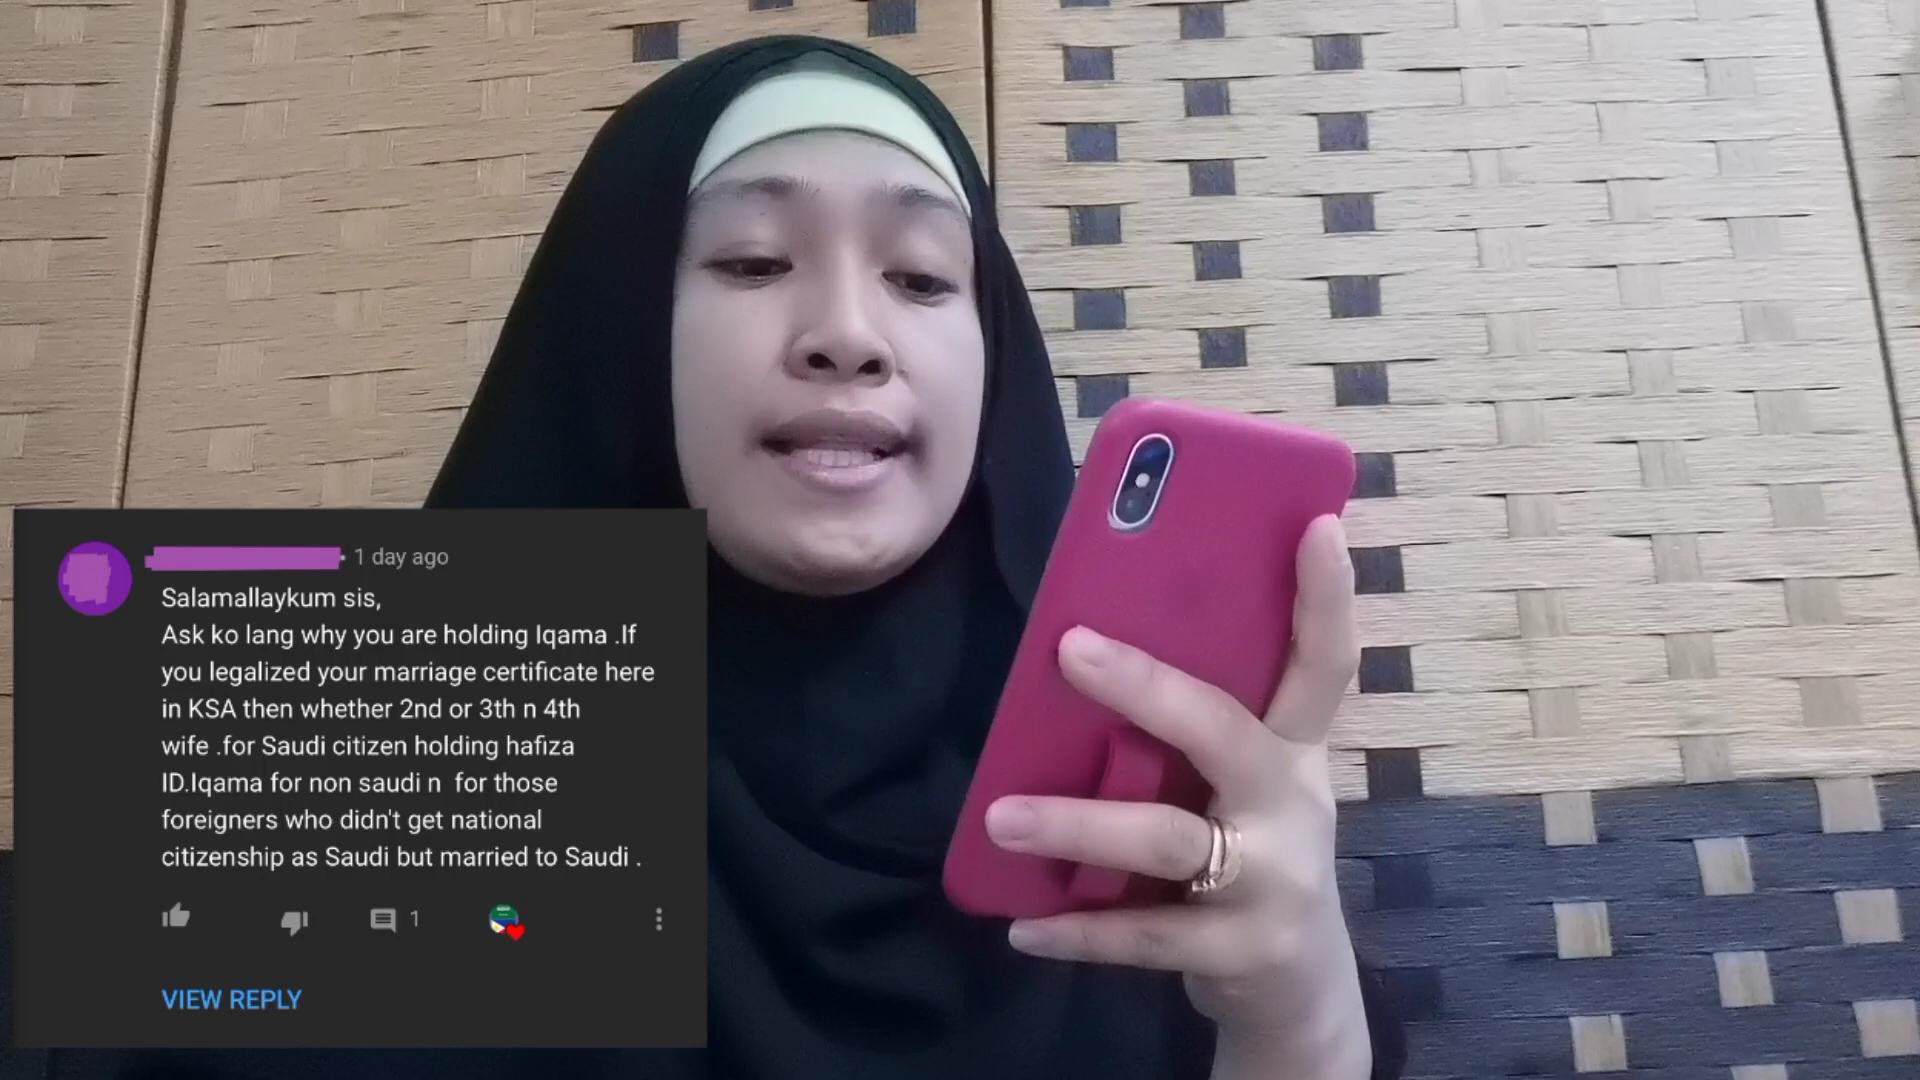 1 day ago
Salamallaykum sis,
Ask ko lang why you are holding Iqama .If
you legalized your marriage certificate here
in KSA then whether 2nd or 3th n 4th
wife .for Saudi citizen holding hafiza
ID.Iqama for non saudi n  for those
foreigners who didn't get national
citizenship as Saudi but married to Saudi .
1
VIEW REPLY